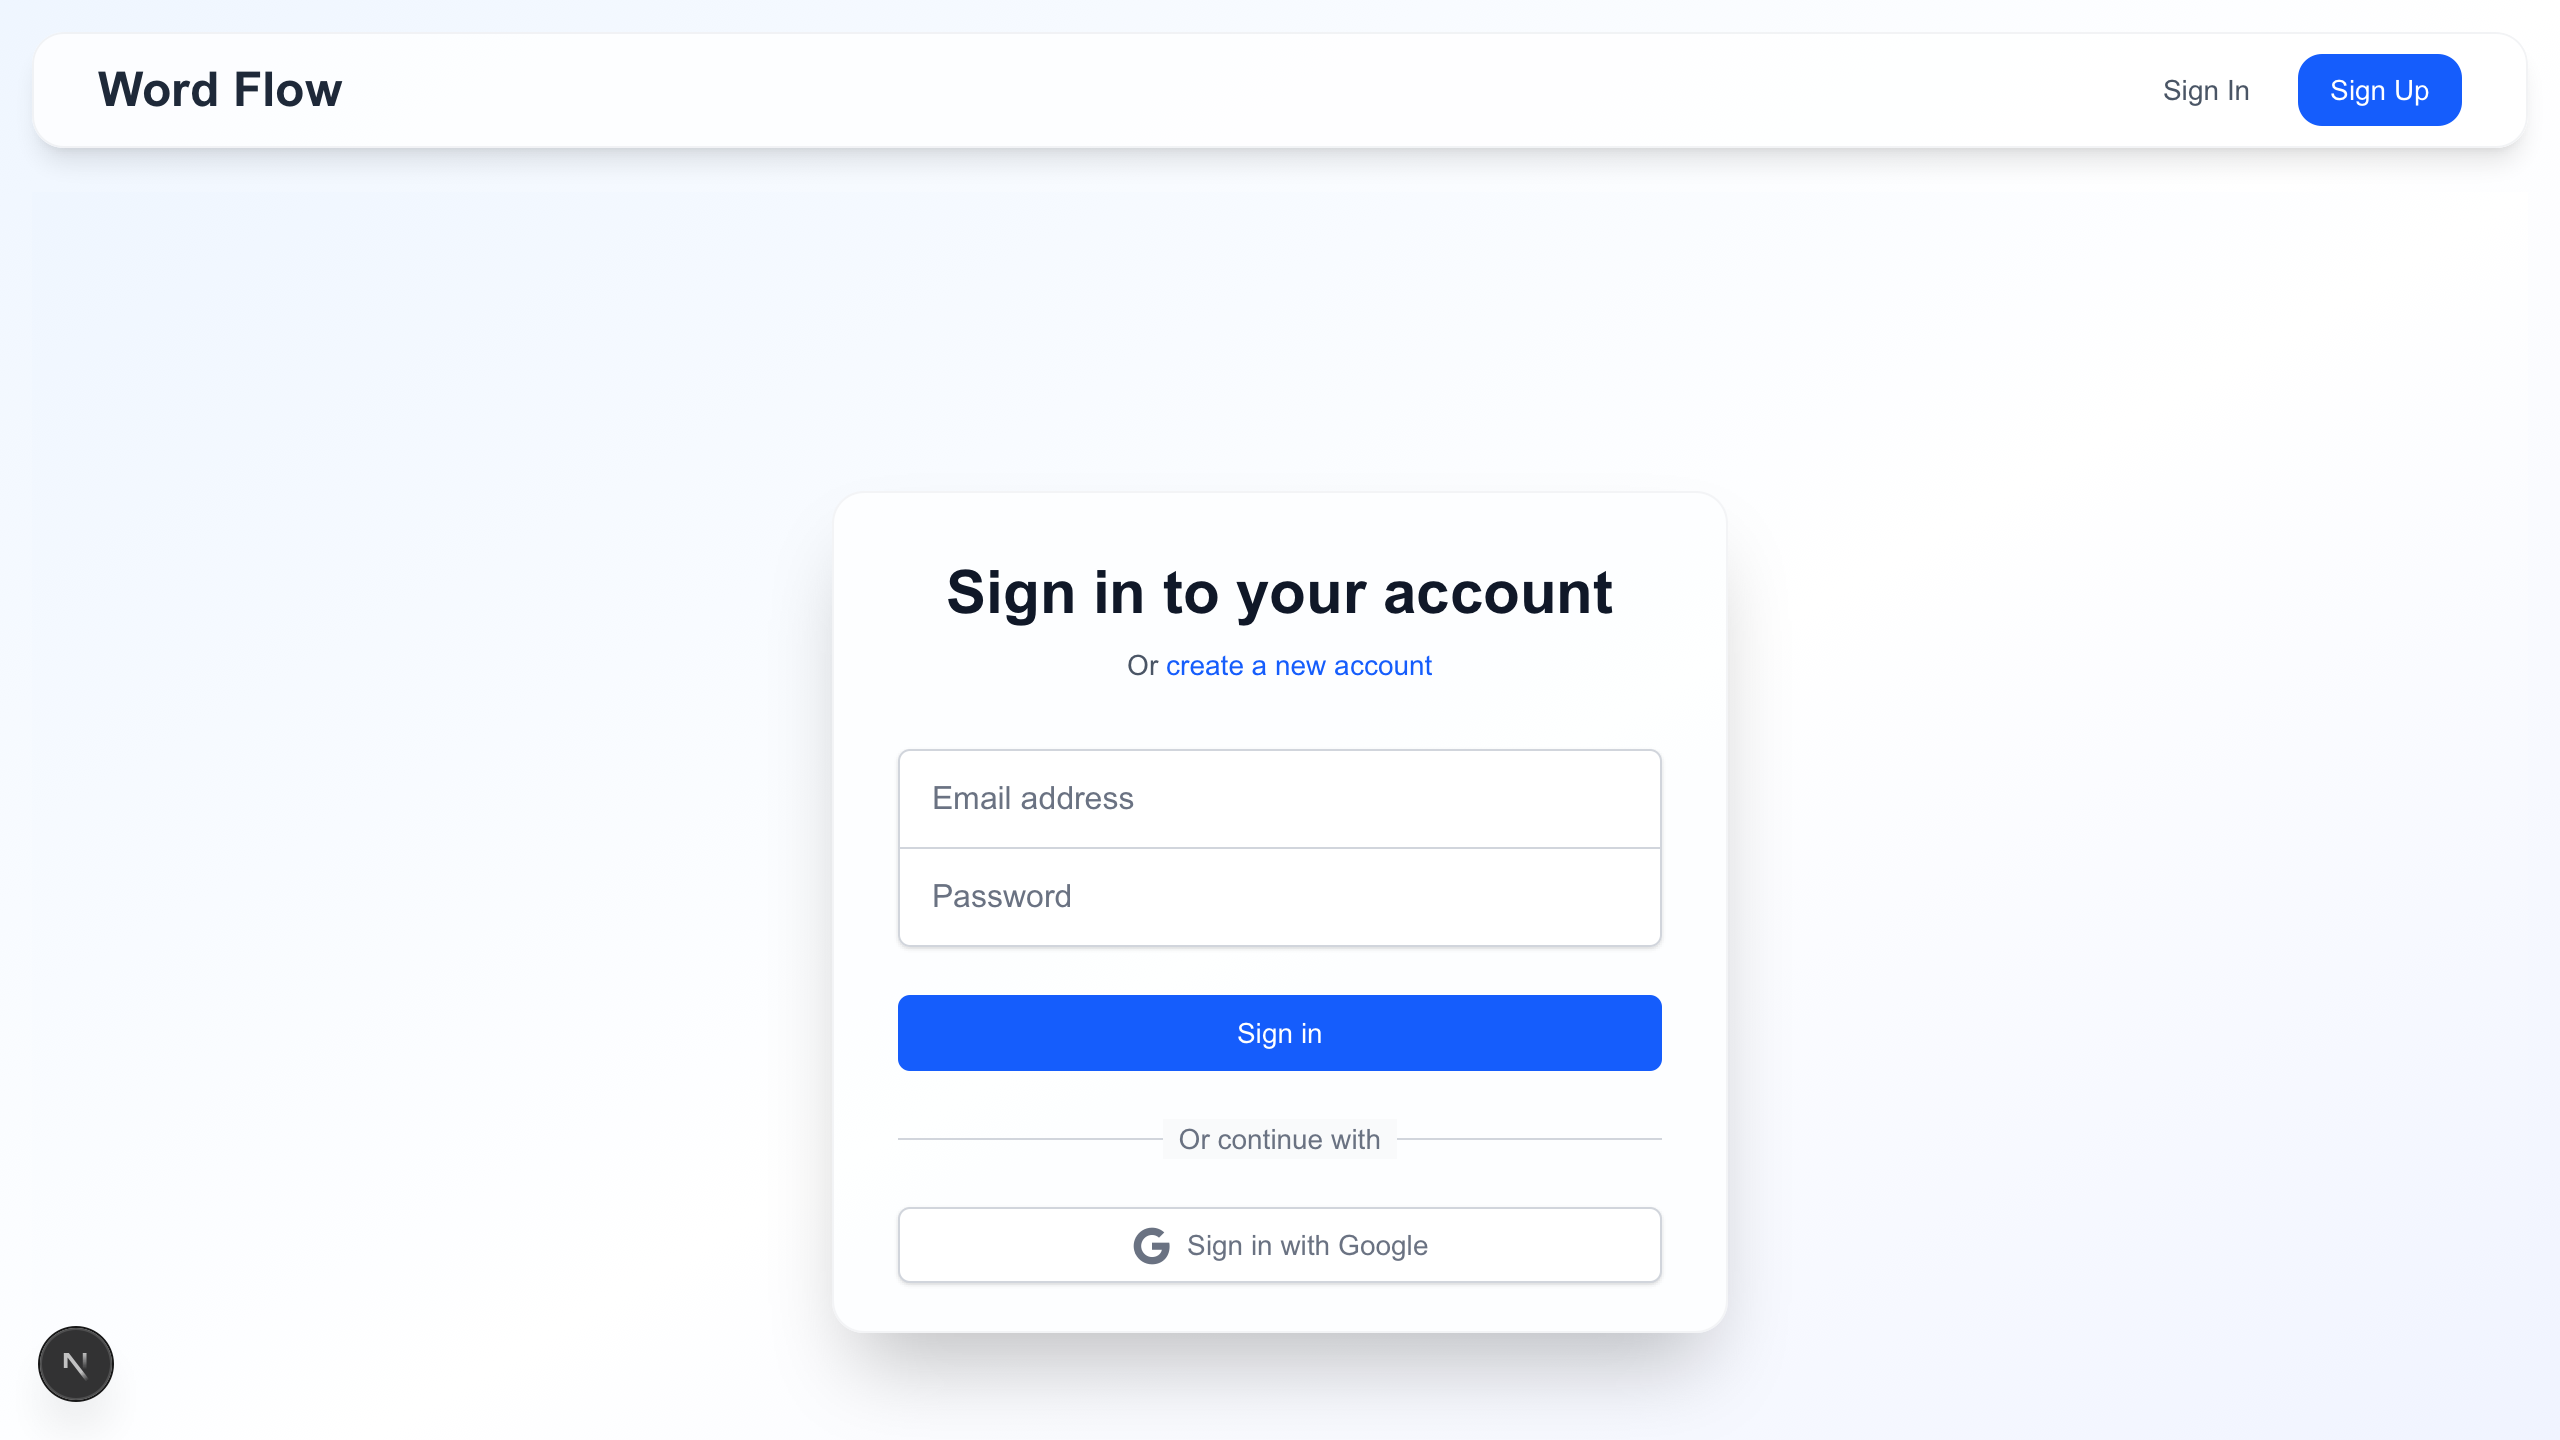 Word Flow
Sign In
Sign Up
Sign in to your account
Or create a new account
Email address
Password
Sign in
Or continue with
G Sign in with Google
N